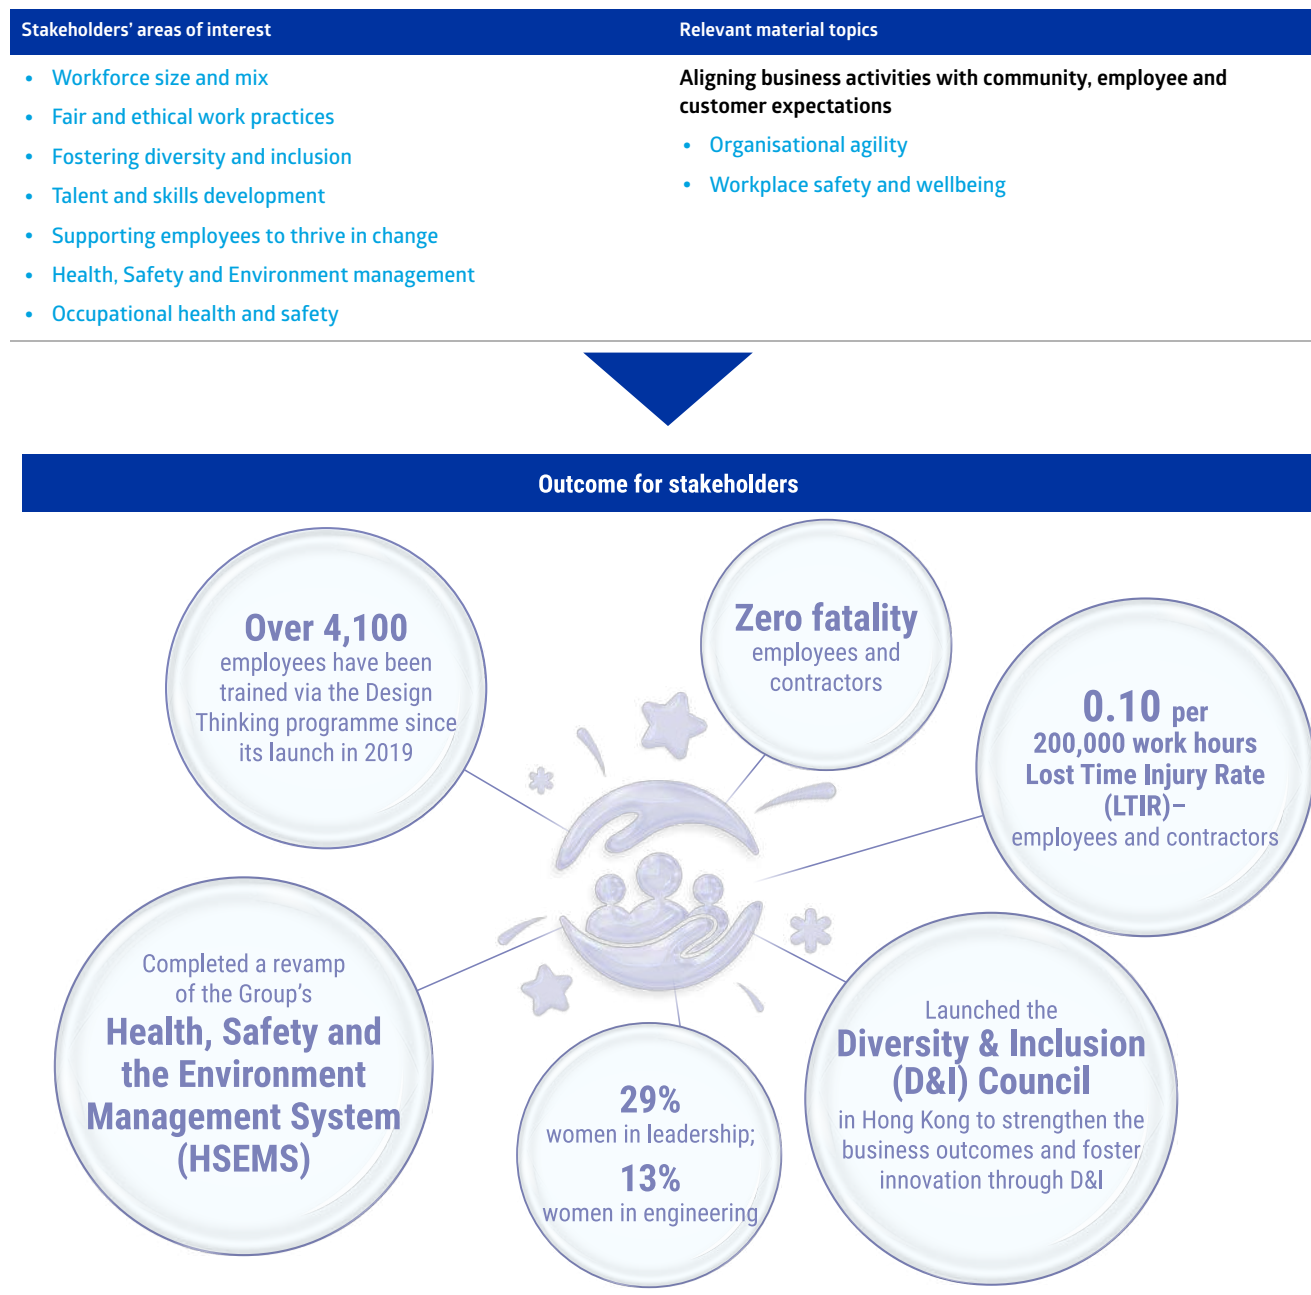 Stakeholders' areas of interest
Relevant material topics
• Workforce size and mix
• Fair and ethical work practices
• Fostering diversity and inclusion
• Talent and skills development
• Supporting employees to thrive in change
• Health, Safety and Environment management
• Occupational health and safety
Aligning business activities with community, employee and
customer expectations
• Organisational agility
• Workplace safety and wellbeing
Outcome for stakeholders
Over 4,100
employees have been
trained via the Design
Thinking programme since
its launch in 2019
Zero fatality
employees and
contractors
0.10 per
200,000 work hours
Lost Time Injury Rate
(LTIR)–
employees and contractors
Completed a revamp
of the Group's
Health, Safety and
the Environment
Management System
(HSEMS)
29%
women in leadership;
13%
women in engineering
Launched the
Diversity & Inclusion
(D&I) Council
in Hong Kong to strengthen the
business outcomes and foster
innovation through D&I